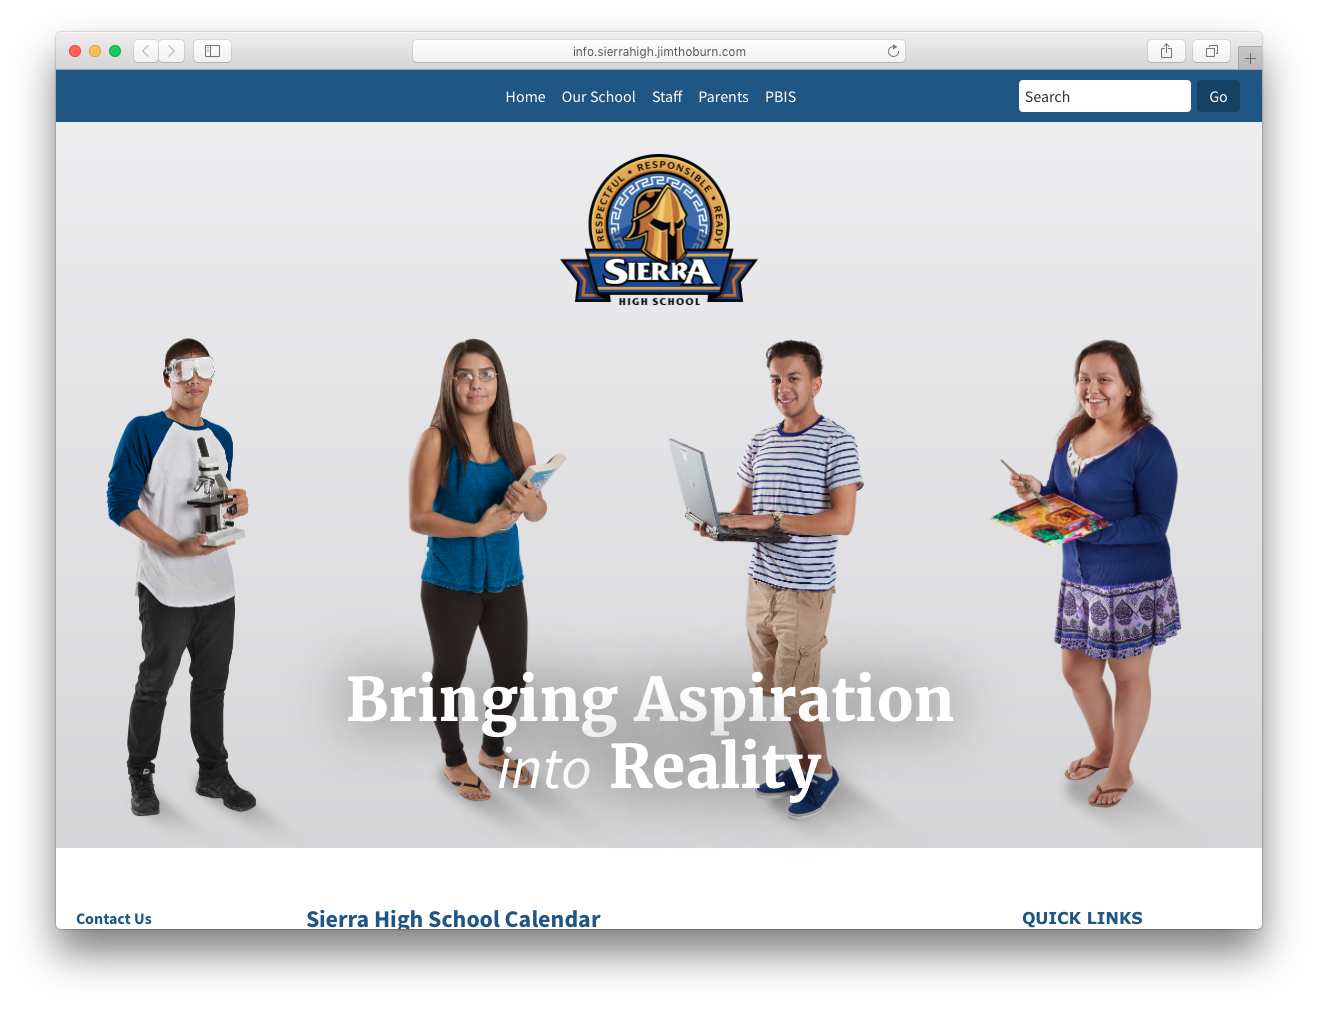 info.sierrahigh.jimthoburn.com
Home Our School Staff Parents PBIS Search Go
RESPECTFUL • RESPONSIBLE • READY
SIERRA
HIGH SCHOOL
Bringing Aspiration
into Reality
Contact Us
Sierra High School Calendar
QUICK LINKS